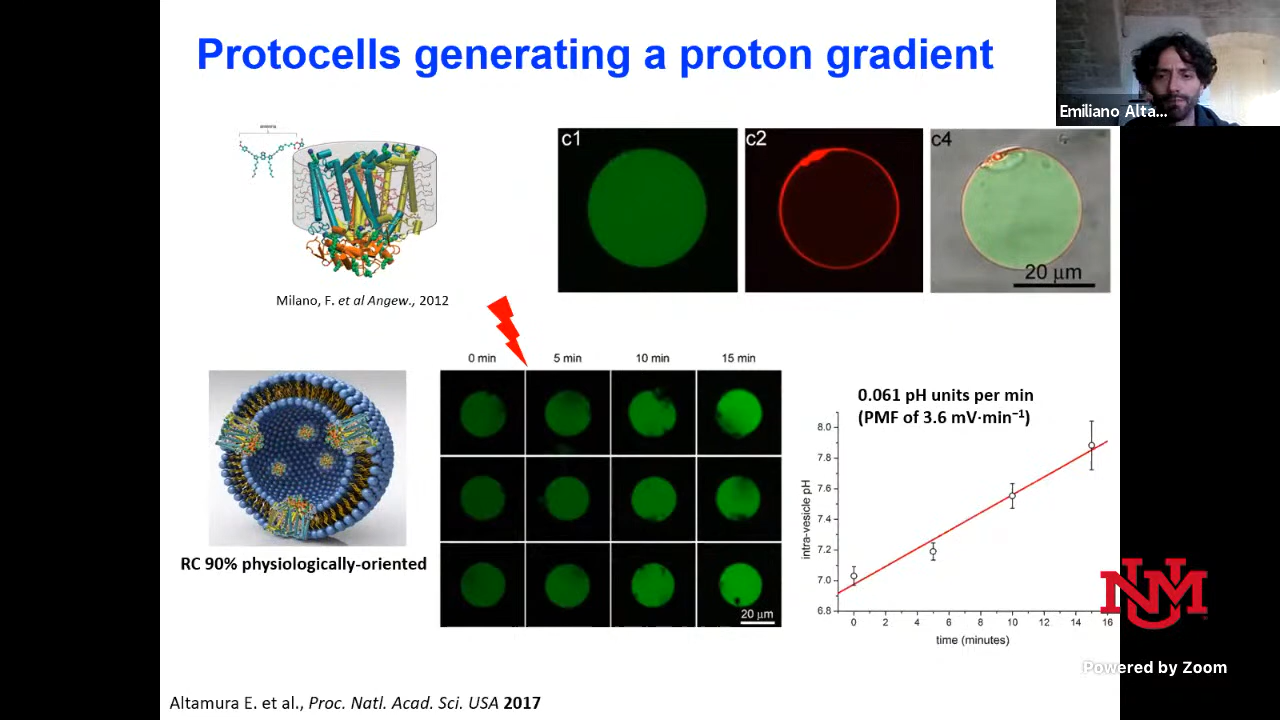 Protocells generating a proton gradient
Emiliano Alta...
c1
c2
c4
20 µm
Milano, F. et al Angew., 2012
0 min
5 min
10 min
15 min
20 µm
RC 90% physiologically-oriented
0.061 pH units per min
(PMF of 3.6 mV·min⁻¹)
8.0
7.8
7.6
7.4
7.2
7.0
6.8
intra-vesicle pH
0 2 4 6 8 10 12 14 16
time (minutes)
UNM
Powered by Zoom
Altamura E. et al., Proc. Natl. Acad. Sci. USA 2017